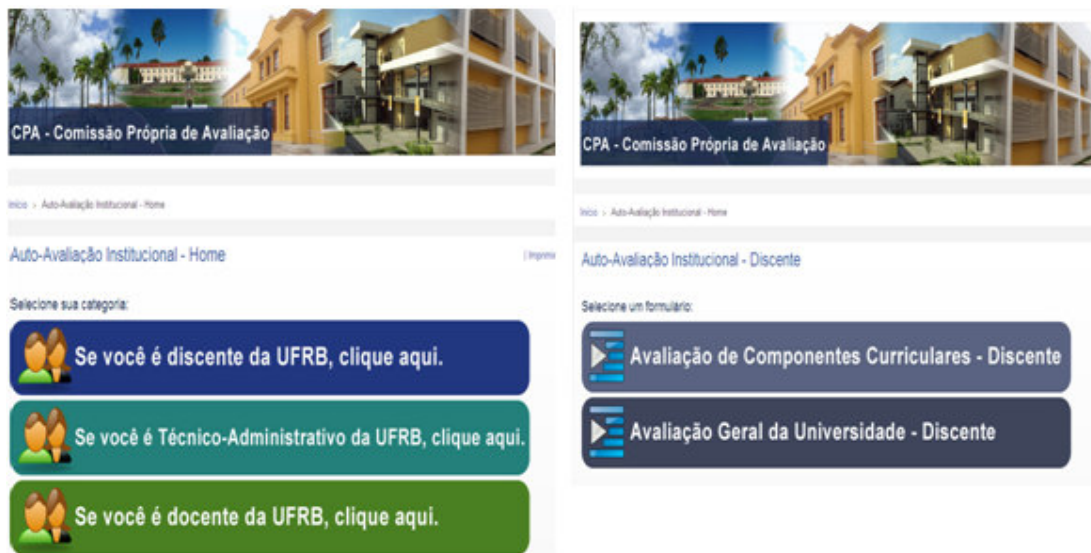 CPA - Comissão Própria de Avaliação
Início > Auto-Avaliação Institucional - Home
Auto-Avaliação Institucional - Home
| Imprimir
Selecione sua categoria:
Se você é discente da UFRB, clique aqui.
Se você é Técnico-Administrativo da UFRB, clique aqui.
Se você é docente da UFRB, clique aqui.
CPA - Comissão Própria de Avaliação
Início > Auto-Avaliação Institucional - Home
Auto-Avaliação Institucional - Discente
Selecione um formulário:
Avaliação de Componentes Curriculares - Discente
Avaliação Geral da Universidade - Discente